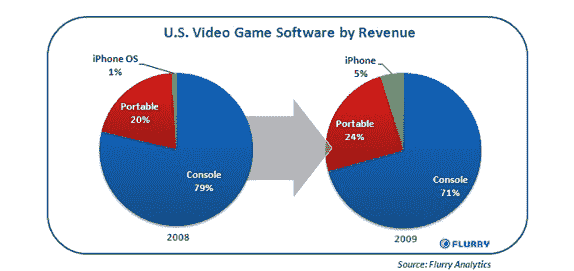 U.S. Video Game Software by Revenue
iPhone OS
1%
Portable
20%
Console
79%
2008
iPhone
5%
Portable
24%
Console
71%
2009
FLURRY
Source: Flurry Analytics